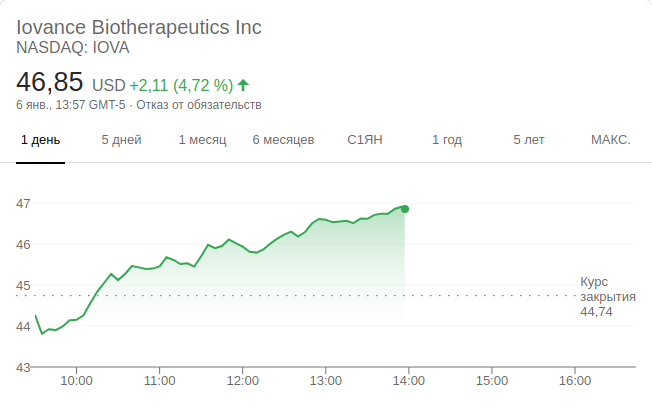 Iovance Biotherapeutics Inc
NASDAQ: IOVA
46,85 USD +2,11 (4,72 %)
6 янв., 13:57 GMT-5 · Отказ от обязательств
1 день 5 дней 1 месяц 6 месяцев С1ЯН 1 год 5 лет МАКС.
47
46
45
Курс
закрытия
44,74
44
43
10:00 11:00 12:00 13:00 14:00 15:00 16:00